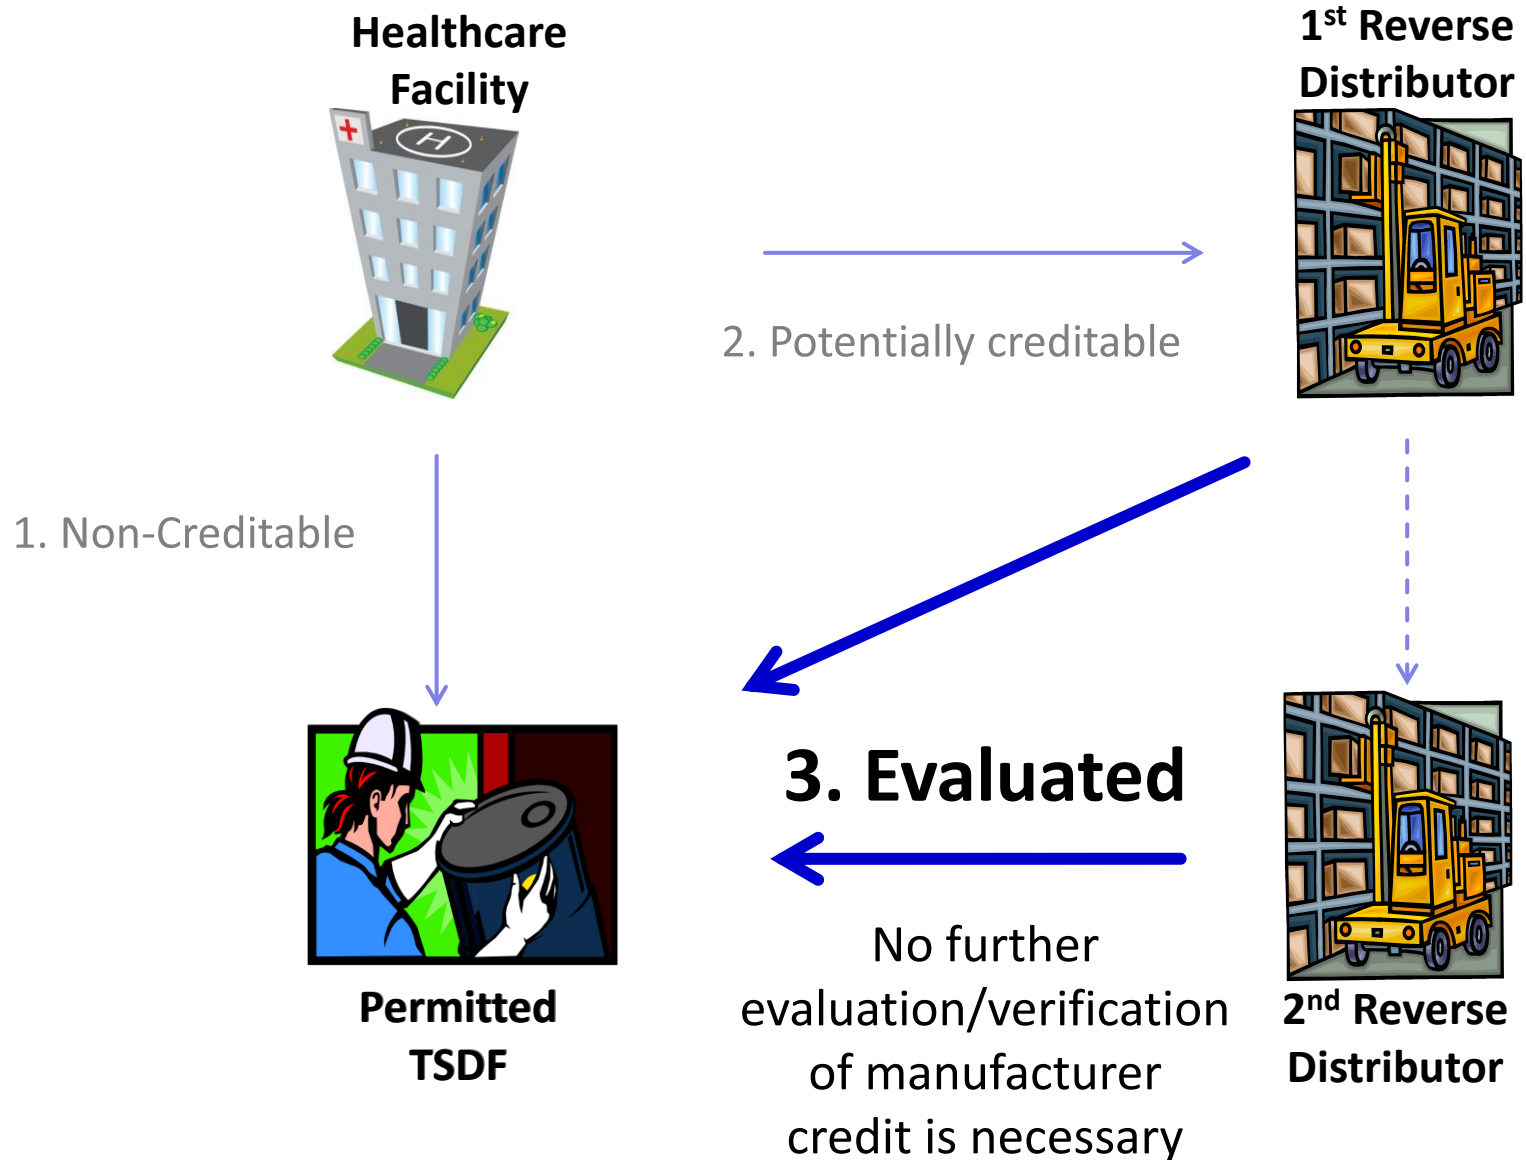 Healthcare
Facility
H
1st Reverse
Distributor
2. Potentially creditable
1. Non-Creditable
3. Evaluated
No further
evaluation/verification
of manufacturer
credit is necessary
Permitted
TSDF
2nd Reverse
Distributor